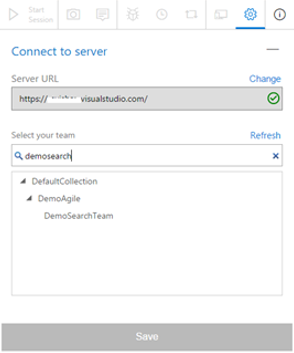 Start
Session
Connect to server
Server URL
Change
https:// visualstudio.com/
Select your team
Refresh
demosearch
DefaultCollection
DemoAgile
DemoSearchTeam
Save